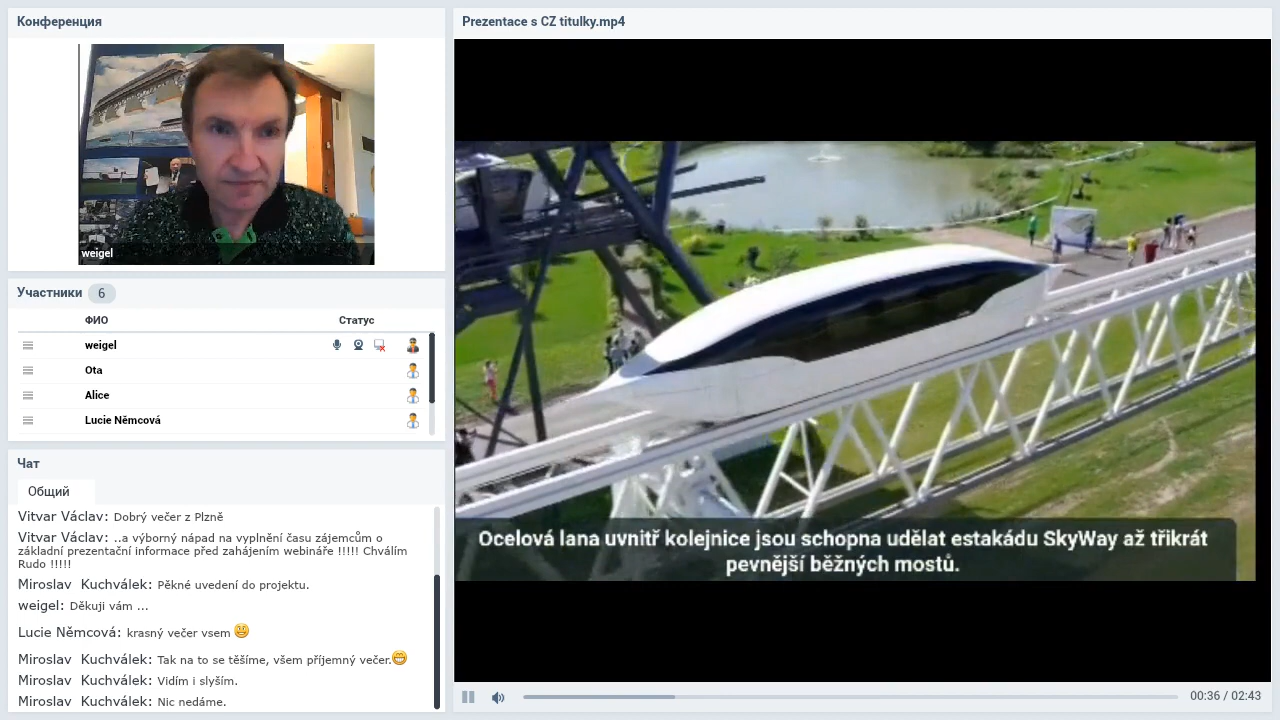 Конференция
weigel
Участники 6
ФИО Статус
weigel
Ota
Alice
Lucie Němcová
Чат
Общий
Vitvar Václav: Dobrý večer z Plzně
Vitvar Václav: ..a výborný nápad na vyplnění času zájemcům o
základní prezentační informace před zahájením webináře !!!!! Chválím
Rudo !!!!!
Miroslav Kuchválek: Pěkné uvedení do projektu.
weigel: Děkuji vám ...
Lucie Němcová: krasný večer vsem
Miroslav Kuchválek: Tak na to se těšíme, všem příjemný večer.
Miroslav Kuchválek: Vidím i slyším.
Miroslav Kuchválek: Nic nedáme.
Prezentace s CZ titulky.mp4
Ocelová lana uvnitř kolejnice jsou schopna udělat estakádu SkyWay až třikrát
pevnější běžných mostů.
00:36 / 02:43